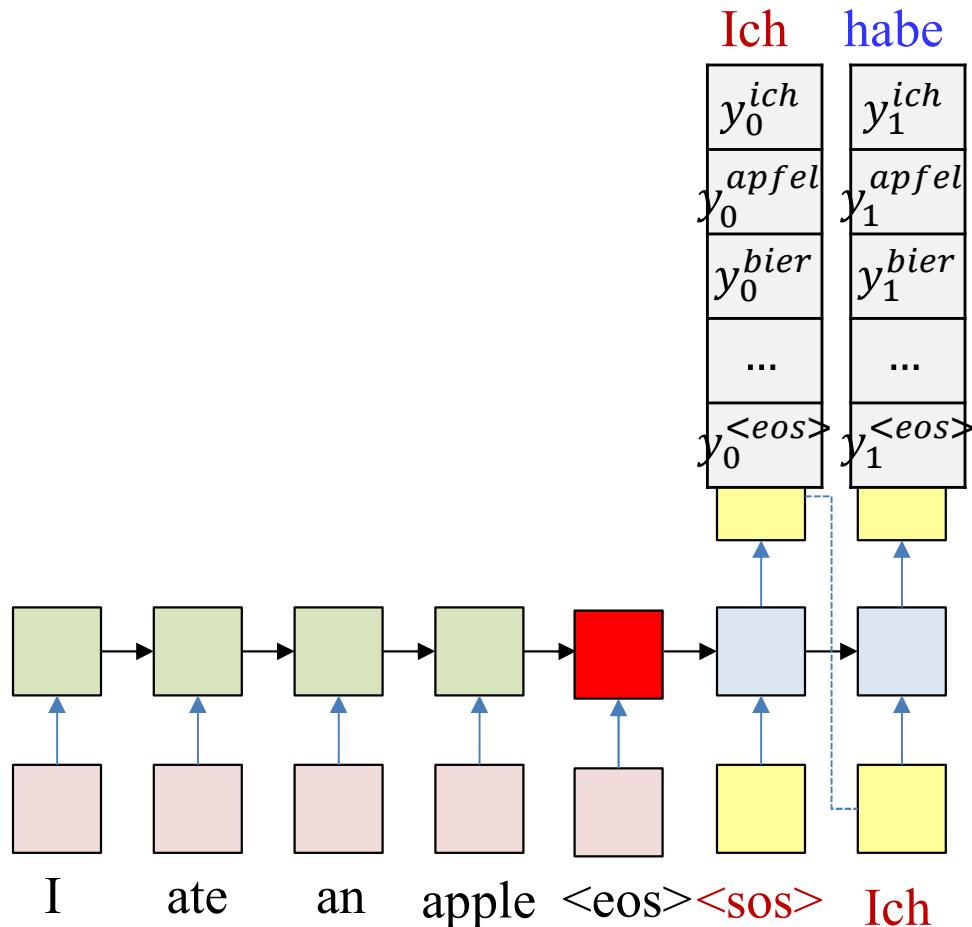 Ich habe
y_0^{ich} y_1^{ich}
y_0^{apfel} y_1^{apfel}
y_0^{bier} y_1^{bier}
... ...
y_0^{<eos>} y_1^{<eos>}
I ate an apple <eos> <sos> Ich